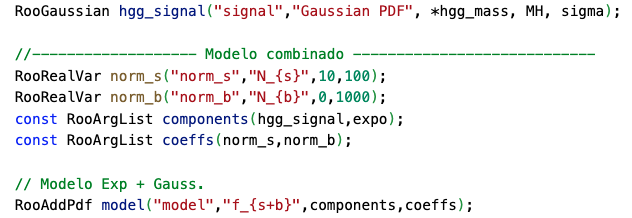 RooGaussian hgg_signal("signal","Gaussian PDF", *hgg_mass, MH, sigma);
//------------------- Modelo combinado ----------------------------
RooRealVar norm_s("norm_s","N_{s}",10,100);
RooRealVar norm_b("norm_b","N_{b}",0,1000);
const RooArgList components(hgg_signal,expo);
const RooArgList coeffs(norm_s,norm_b);
// Modelo Exp + Gauss.
RooAddPdf model("model","f_{s+b}",components,coeffs);